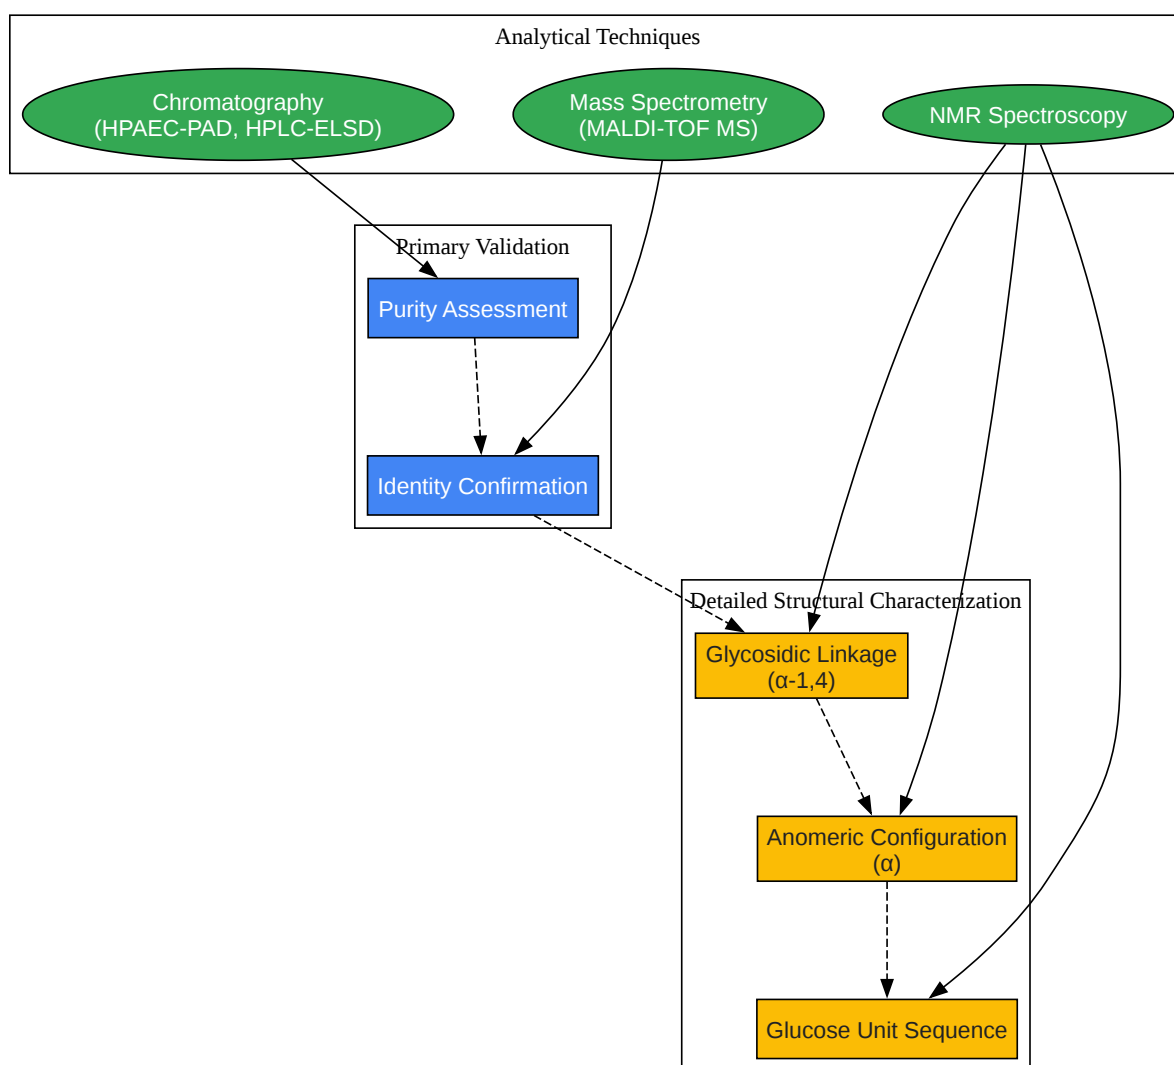 Analytical Techniques
Chromatography
(HPAEC-PAD, HPLC-ELSD)
Mass Spectrometry
(MALDI-TOF MS)
NMR Spectroscopy
Primary Validation
Purity Assessment
Identity Confirmation
Detailed Structural Characterization
Glycosidic Linkage
(α-1,4)
Anomeric Configuration
(α)
Glucose Unit Sequence